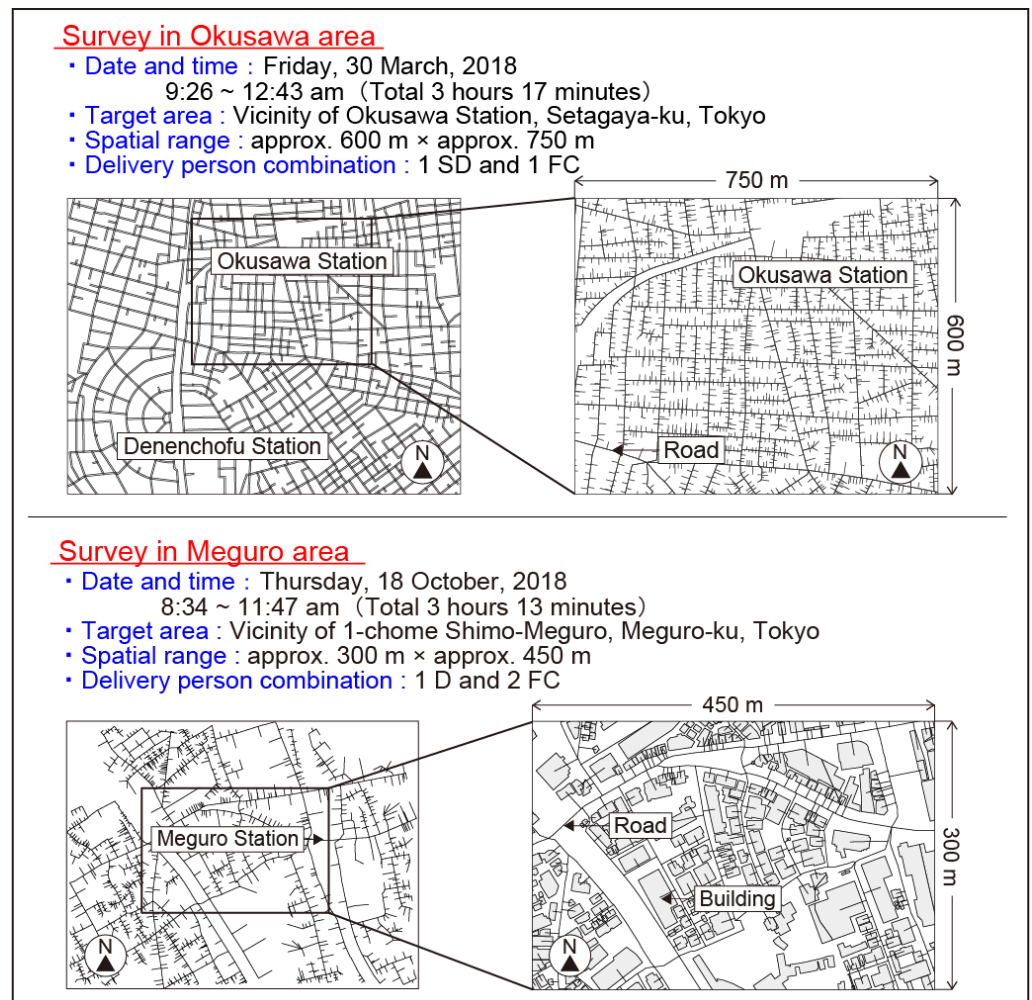 Survey in Okusawa area
・Date and time : Friday, 30 March, 2018
9:26 ~ 12:43 am（Total 3 hours 17 minutes）
・Target area : Vicinity of Okusawa Station, Setagaya-ku, Tokyo
・Spatial range : approx. 600 m × approx. 750 m
・Delivery person combination : 1 SD and 1 FC
750 m
Okusawa Station
Okusawa Station
600 m
Denenchofu Station
N
Road
N
Survey in Meguro area
・Date and time : Thursday, 18 October, 2018
8:34 ~ 11:47 am（Total 3 hours 13 minutes）
・Target area : Vicinity of 1-chome Shimo-Meguro, Meguro-ku, Tokyo
・Spatial range : approx. 300 m × approx. 450 m
・Delivery person combination : 1 D and 2 FC
450 m
Meguro Station
Road
300 m
Building
N
N